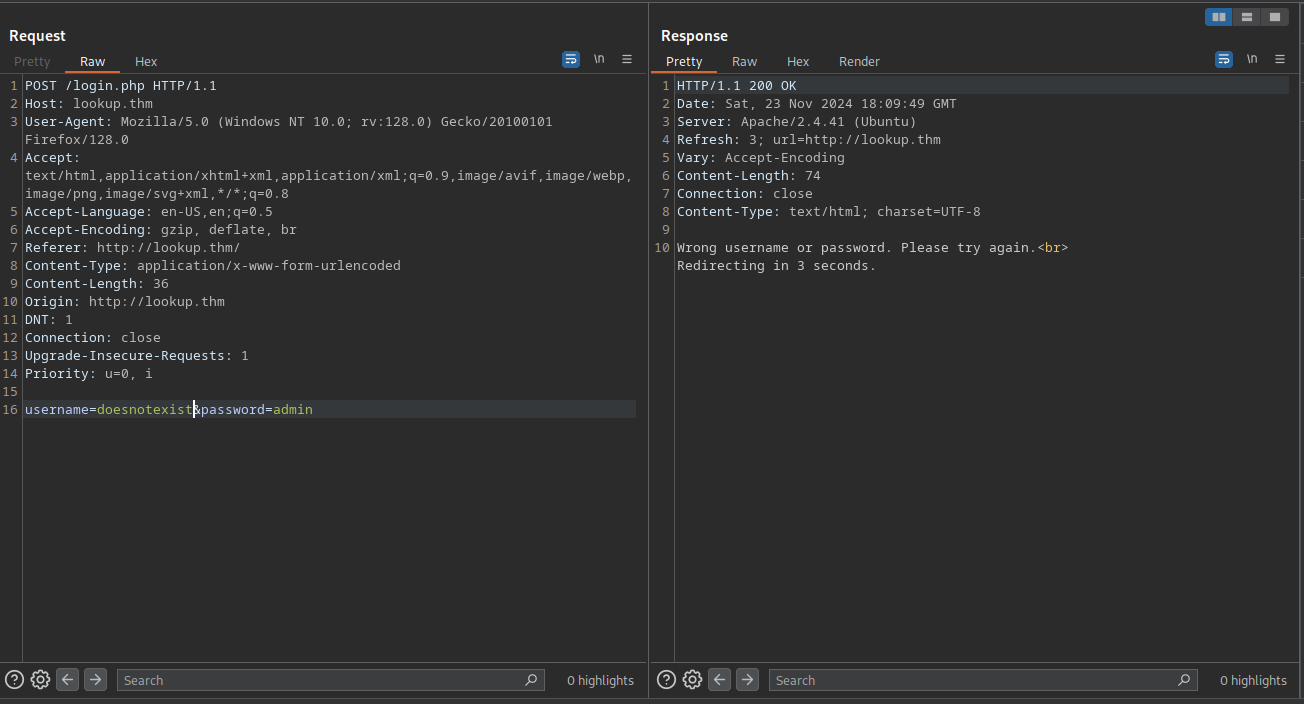 Request
Pretty Raw Hex \n
1 POST /login.php HTTP/1.1
2 Host: lookup.thm
3 User-Agent: Mozilla/5.0 (Windows NT 10.0; rv:128.0) Gecko/20100101
Firefox/128.0
4 Accept:
text/html,application/xhtml+xml,application/xml;q=0.9,image/avif,image/webp,
image/png,image/svg+xml,*/*;q=0.8
5 Accept-Language: en-US,en;q=0.5
6 Accept-Encoding: gzip, deflate, br
7 Referer: http://lookup.thm/
8 Content-Type: application/x-www-form-urlencoded
9 Content-Length: 36
10 Origin: http://lookup.thm
11 DNT: 1
12 Connection: close
13 Upgrade-Insecure-Requests: 1
14 Priority: u=0, i
15
16 username=doesnotexist&password=admin
Search 0 highlights
Response
Pretty Raw Hex Render \n
1 HTTP/1.1 200 OK
2 Date: Sat, 23 Nov 2024 18:09:49 GMT
3 Server: Apache/2.4.41 (Ubuntu)
4 Refresh: 3; url=http://lookup.thm
5 Vary: Accept-Encoding
6 Content-Length: 74
7 Connection: close
8 Content-Type: text/html; charset=UTF-8
9
10 Wrong username or password. Please try again.<br>
Redirecting in 3 seconds.
Search 0 highlights